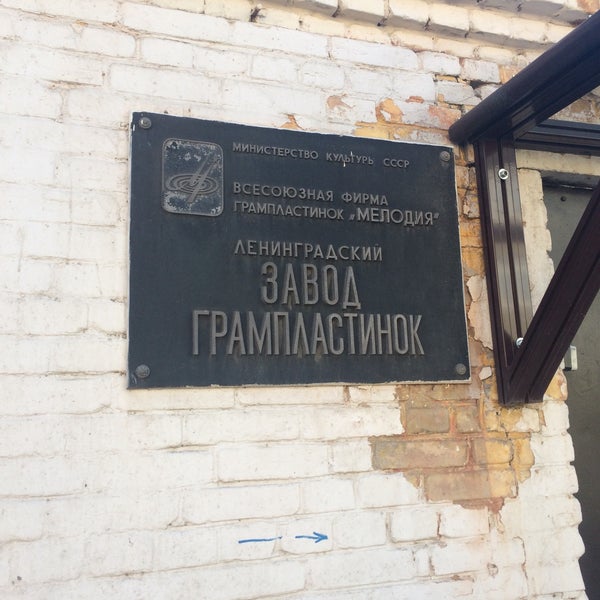 МИНИСТЕРСТВО КУЛЬТУРЫ СССР
ВСЕСОЮЗНАЯ ФИРМА
ГРАМПЛАСТИНОК „МЕЛОДИЯ"
ЛЕНИНГРАДСКИЙ
ЗАВОД
ГРАМПЛАСТИНОК